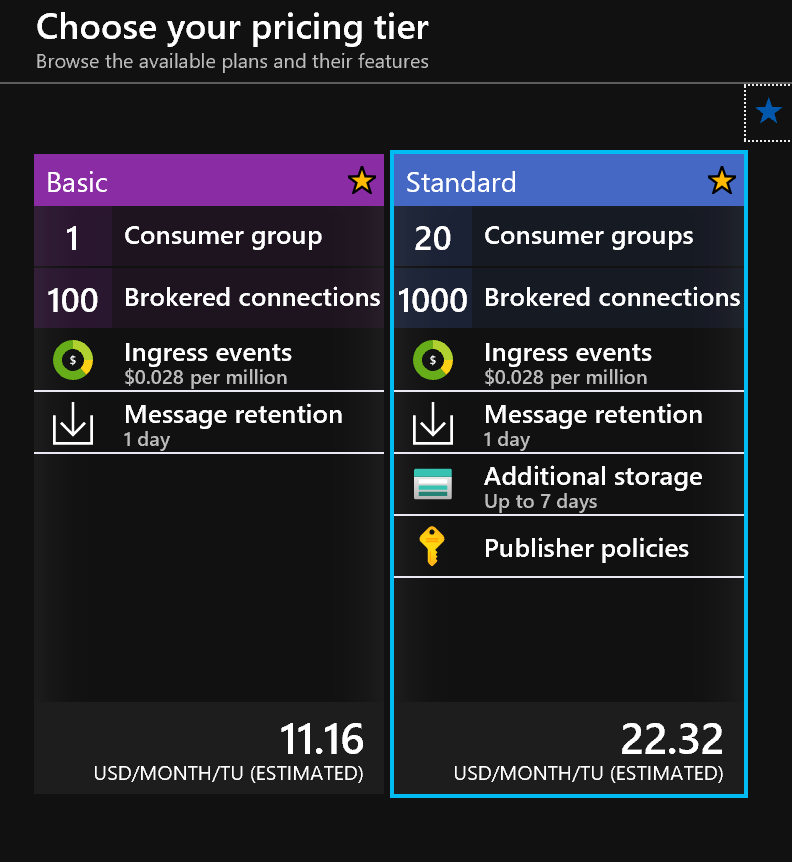 Choose your pricing tier
Browse the available plans and their features
Basic
1 Consumer group
100 Brokered connections
$ Ingress events
$0.028 per million
Message retention
1 day
11.16
USD/MONTH/TU (ESTIMATED)
Standard
20 Consumer groups
1000 Brokered connections
$ Ingress events
$0.028 per million
Message retention
1 day
Additional storage
Up to 7 days
Publisher policies
22.32
USD/MONTH/TU (ESTIMATED)